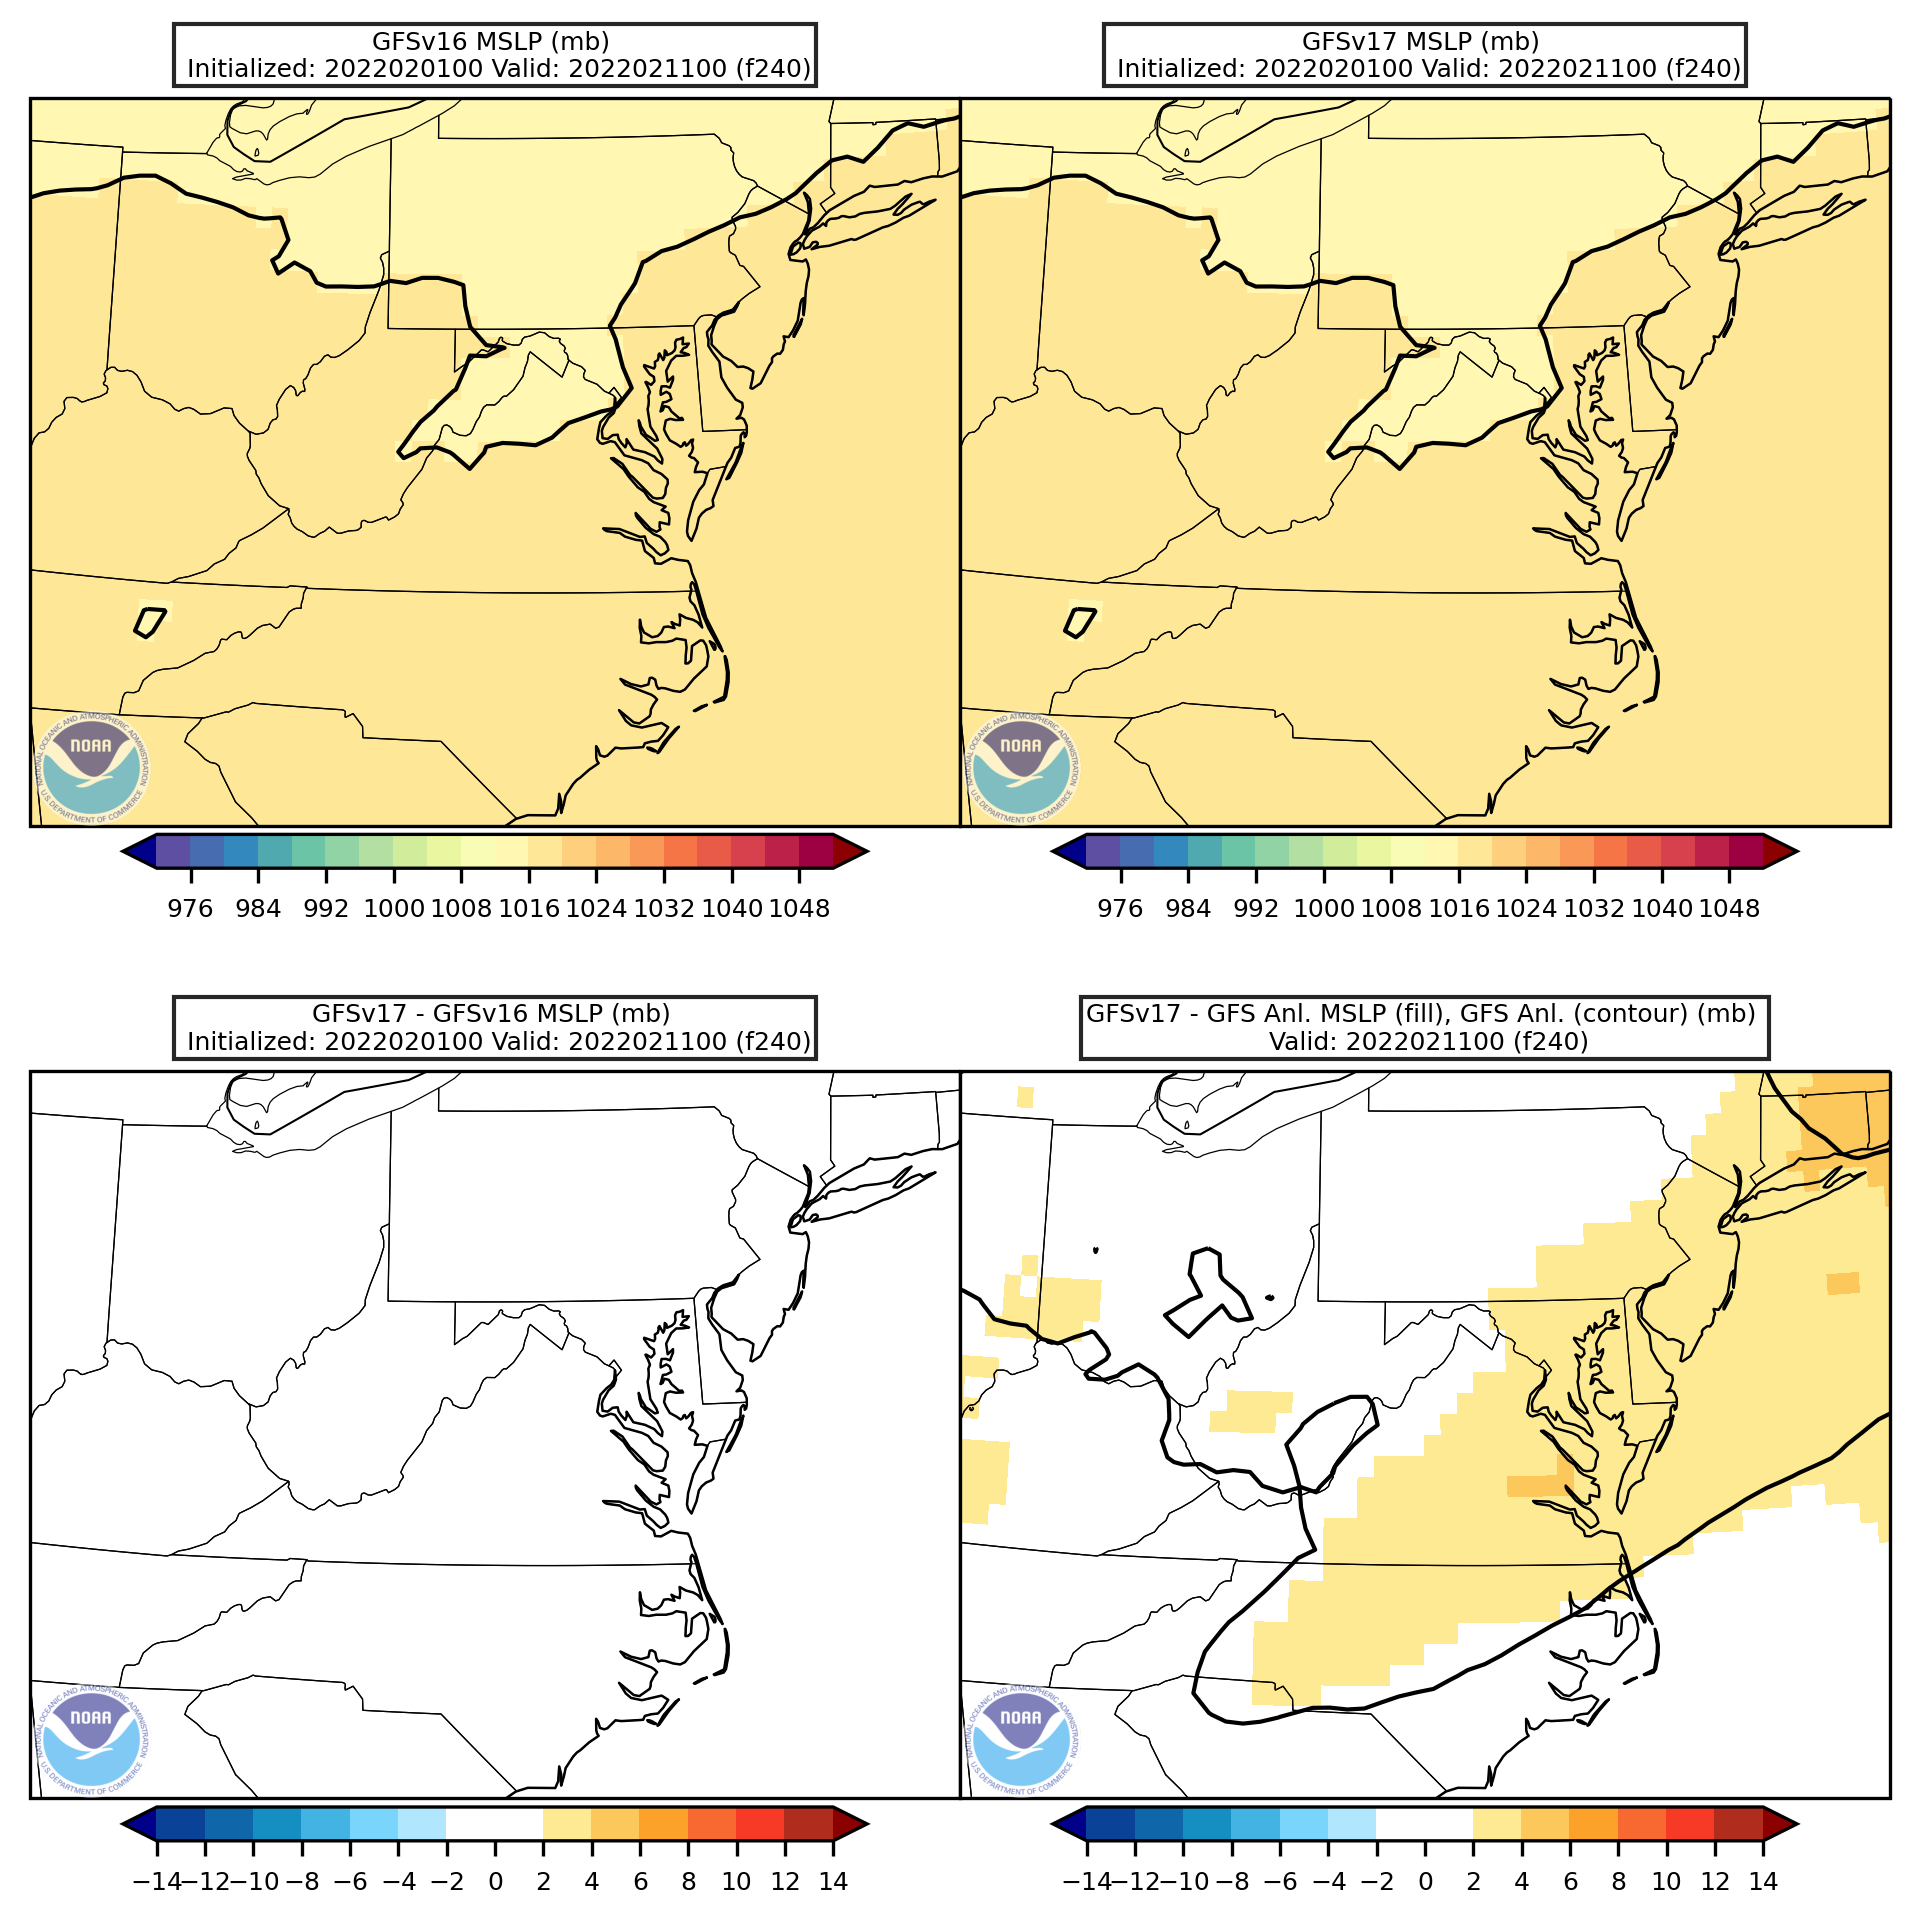 GFSv16 MSLP (mb)
Initialized: 2022020100 Valid: 2022021100 (f240)
GFSv17 MSLP (mb)
Initialized: 2022020100 Valid: 2022021100 (f240)
NATIONAL OCEANIC AND ATMOSPHERIC ADMINISTRATION
NOAA
U.S. DEPARTMENT OF COMMERCE
NATIONAL OCEANIC AND ATMOSPHERIC ADMINISTRATION
NOAA
U.S. DEPARTMENT OF COMMERCE
976 984 992 1000 1008 1016 1024 1032 1040 1048
976 984 992 1000 1008 1016 1024 1032 1040 1048
GFSv17 - GFSv16 MSLP (mb)
Initialized: 2022020100 Valid: 2022021100 (f240)
GFSv17 - GFS Anl. MSLP (fill), GFS Anl. (contour) (mb)
Valid: 2022021100 (f240)
NATIONAL OCEANIC AND ATMOSPHERIC ADMINISTRATION
NOAA
U.S. DEPARTMENT OF COMMERCE
NATIONAL OCEANIC AND ATMOSPHERIC ADMINISTRATION
NOAA
U.S. DEPARTMENT OF COMMERCE
−14 −12 −10 −8 −6 −4 −2 0 2 4 6 8 10 12 14
−14 −12 −10 −8 −6 −4 −2 0 2 4 6 8 10 12 14